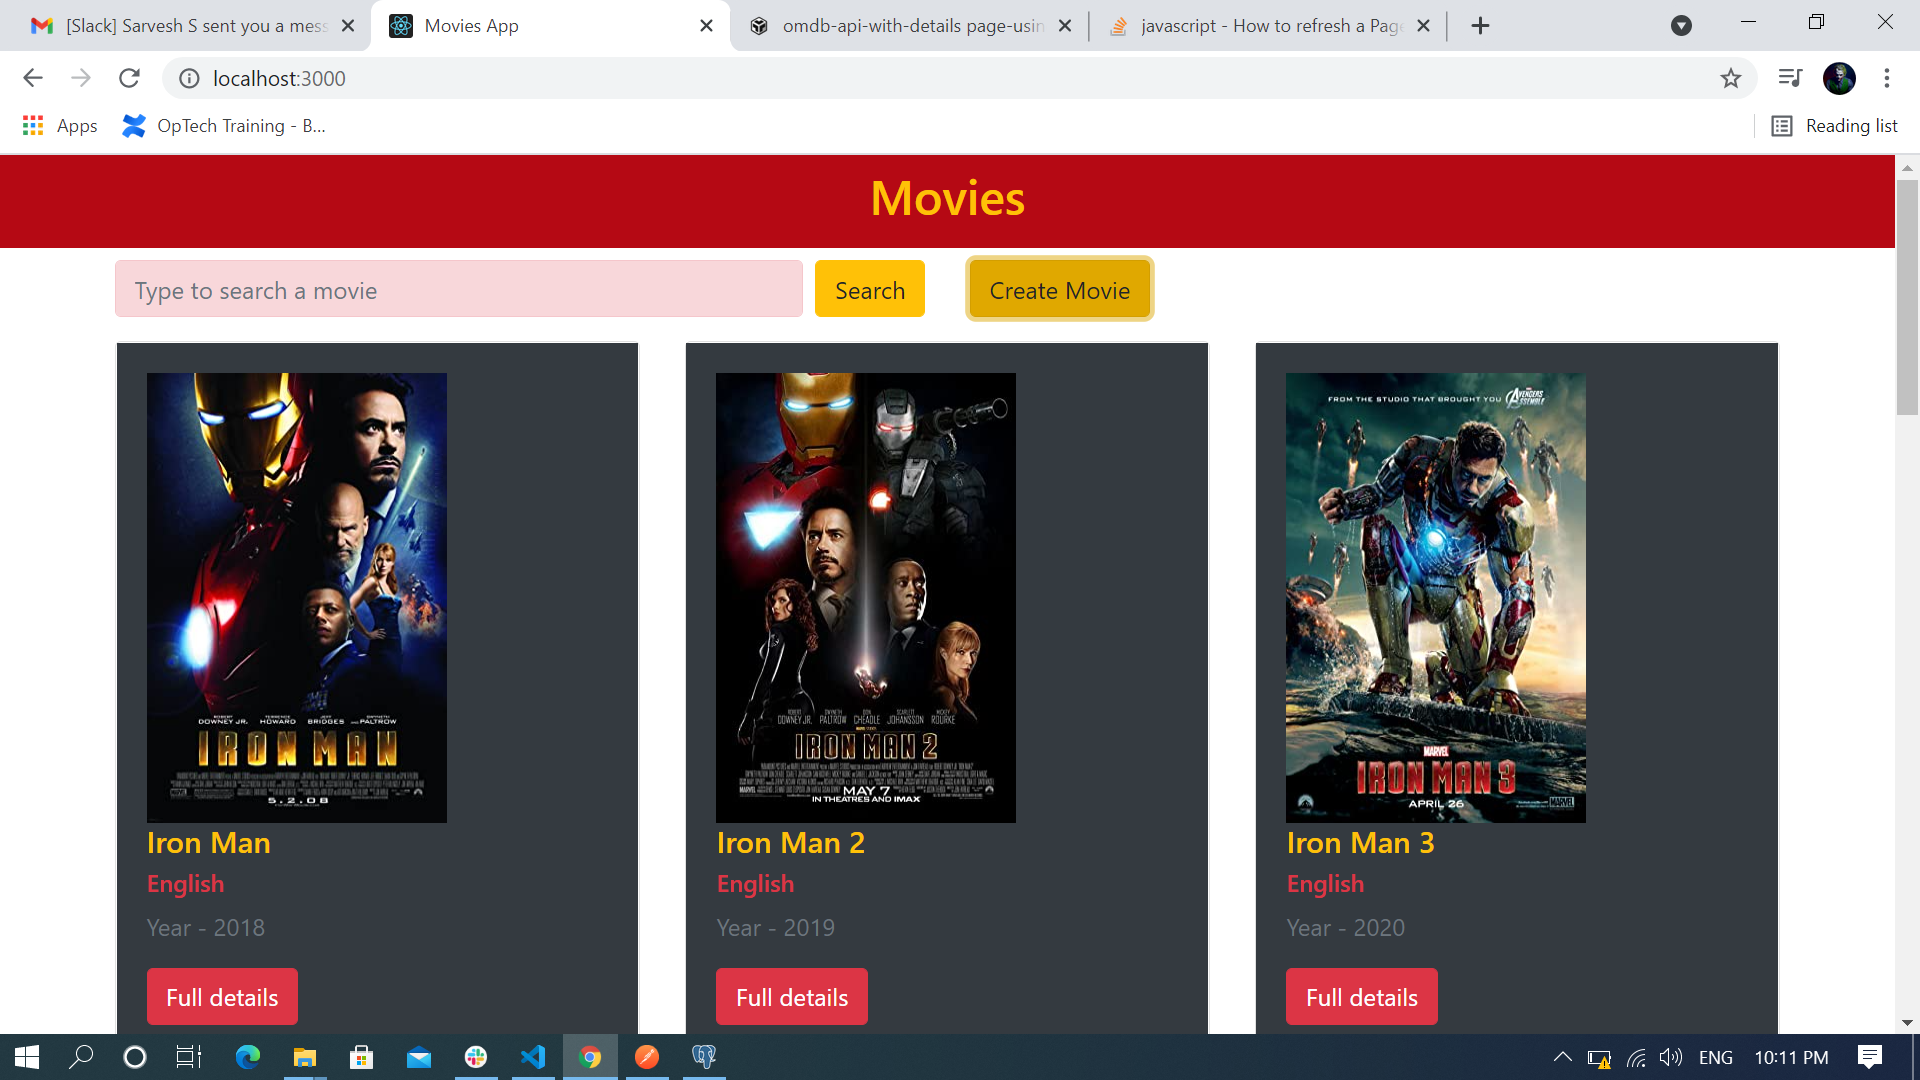 [Slack] Sarvesh S sent you a mess
Movies App
omdb-api-with-details page-usin
javascript - How to refresh a Page
localhost:3000
Apps
OpTech Training - B...
Reading list
Movies
Type to search a movie
Search
Create Movie
ROBERT DOWNEY JR. TERRENCE HOWARD JEFF BRIDGES AND GWYNETH PALTROW
IRON MAN
5.2.08
Iron Man
English
Year - 2018
Full details
ROBERT DOWNEY JR. GWYNETH PALTROW DON CHEADLE SCARLETT JOHANSSON MICKEY ROURKE
IRON MAN 2
MARVEL
MAY 7
IN THEATRES AND IMAX
Iron Man 2
English
Year - 2019
Full details
FROM THE STUDIO THAT BROUGHT YOU AVENGERS ASSEMBLE
MARVEL
IRON MAN 3
APRIL 26
MARVEL
Iron Man 3
English
Year - 2020
Full details
ENG
10:11 PM